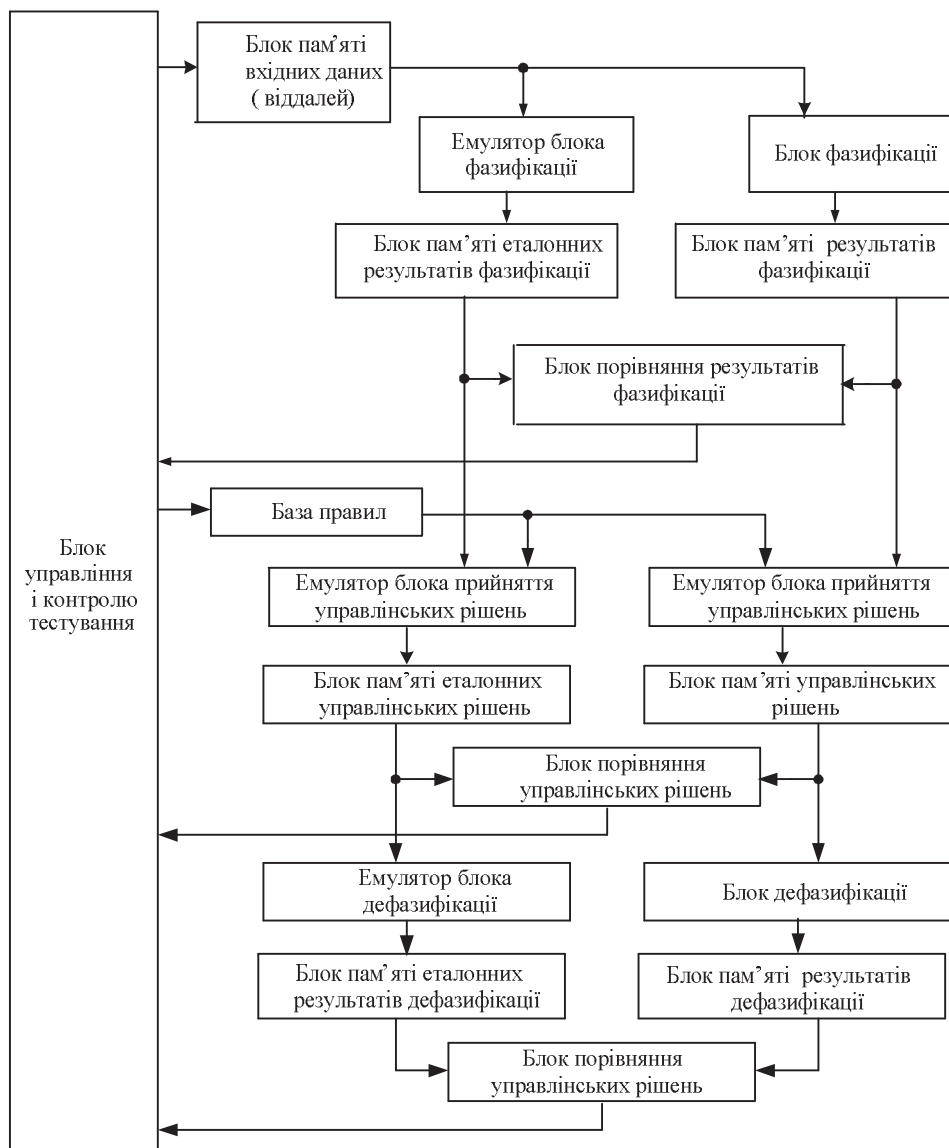 Блок пам’яті
вхідних даних
( віддалей)
Емулятор блока
фазифікації
Блок фазифікації
Блок пам’яті еталонних
результатів фазифікації
Блок пам’яті результатів
фазифікації
Блок порівняння результатів
фазифікації
База правил
Блок
управління
і контролю
тестування
Емулятор блока прийняття
управлінських рішень
Емулятор блока прийняття
управлінських рішень
Блок пам’яті еталонних
управлінських рішень
Блок пам’яті управлінських
рішень
Блок порівняння
управлінських рішень
Емулятор блока
дефазифікації
Блок дефазифікації
Блок пам’яті еталонних
результатів дефазифікації
Блок пам’яті результатів
дефазифікації
Блок порівняння
управлінських рішень